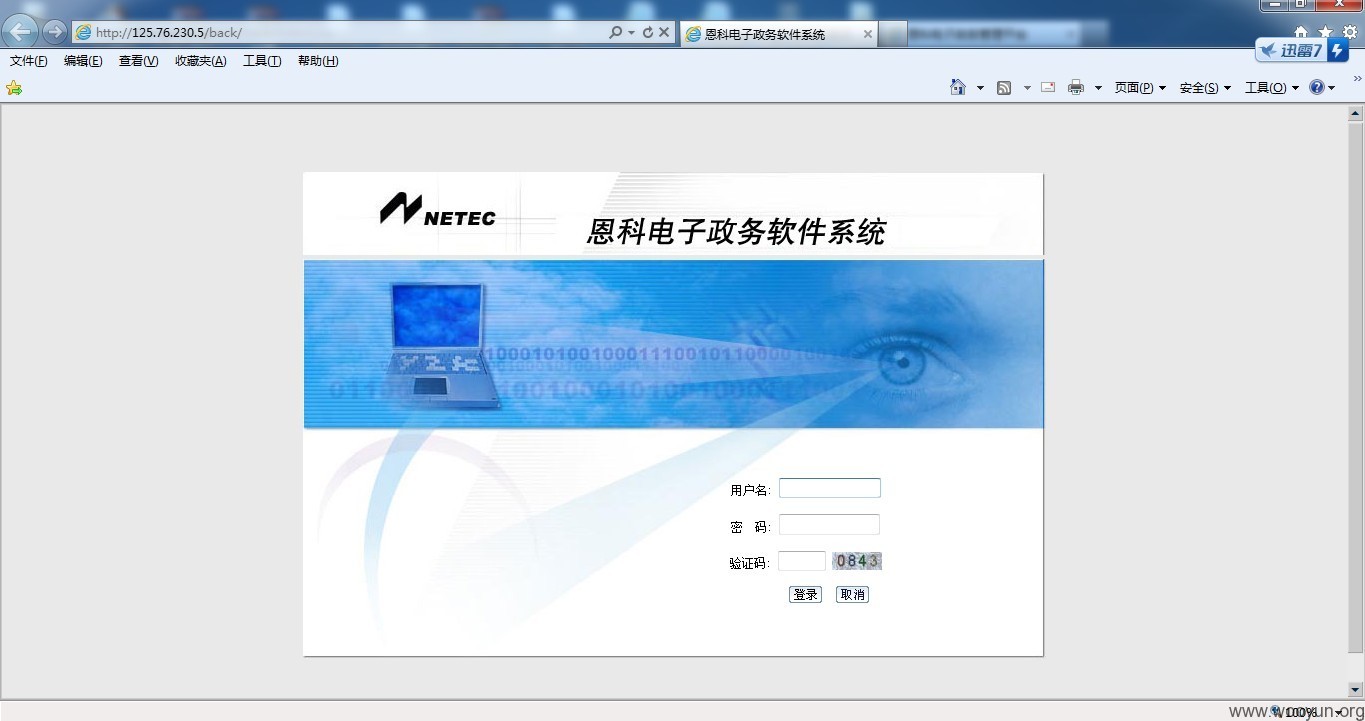 http://125.76.230.5/back/
恩科电子政务软件系统
迅雷7
文件(F) 编辑(E) 查看(V) 收藏夹(A) 工具(T) 帮助(H)
页面(P) 安全(S) 工具(O)
NETEC
恩科电子政务软件系统
用户名:
密 码:
验证码: 0843
登录 取消
www.wooyun.org
100%